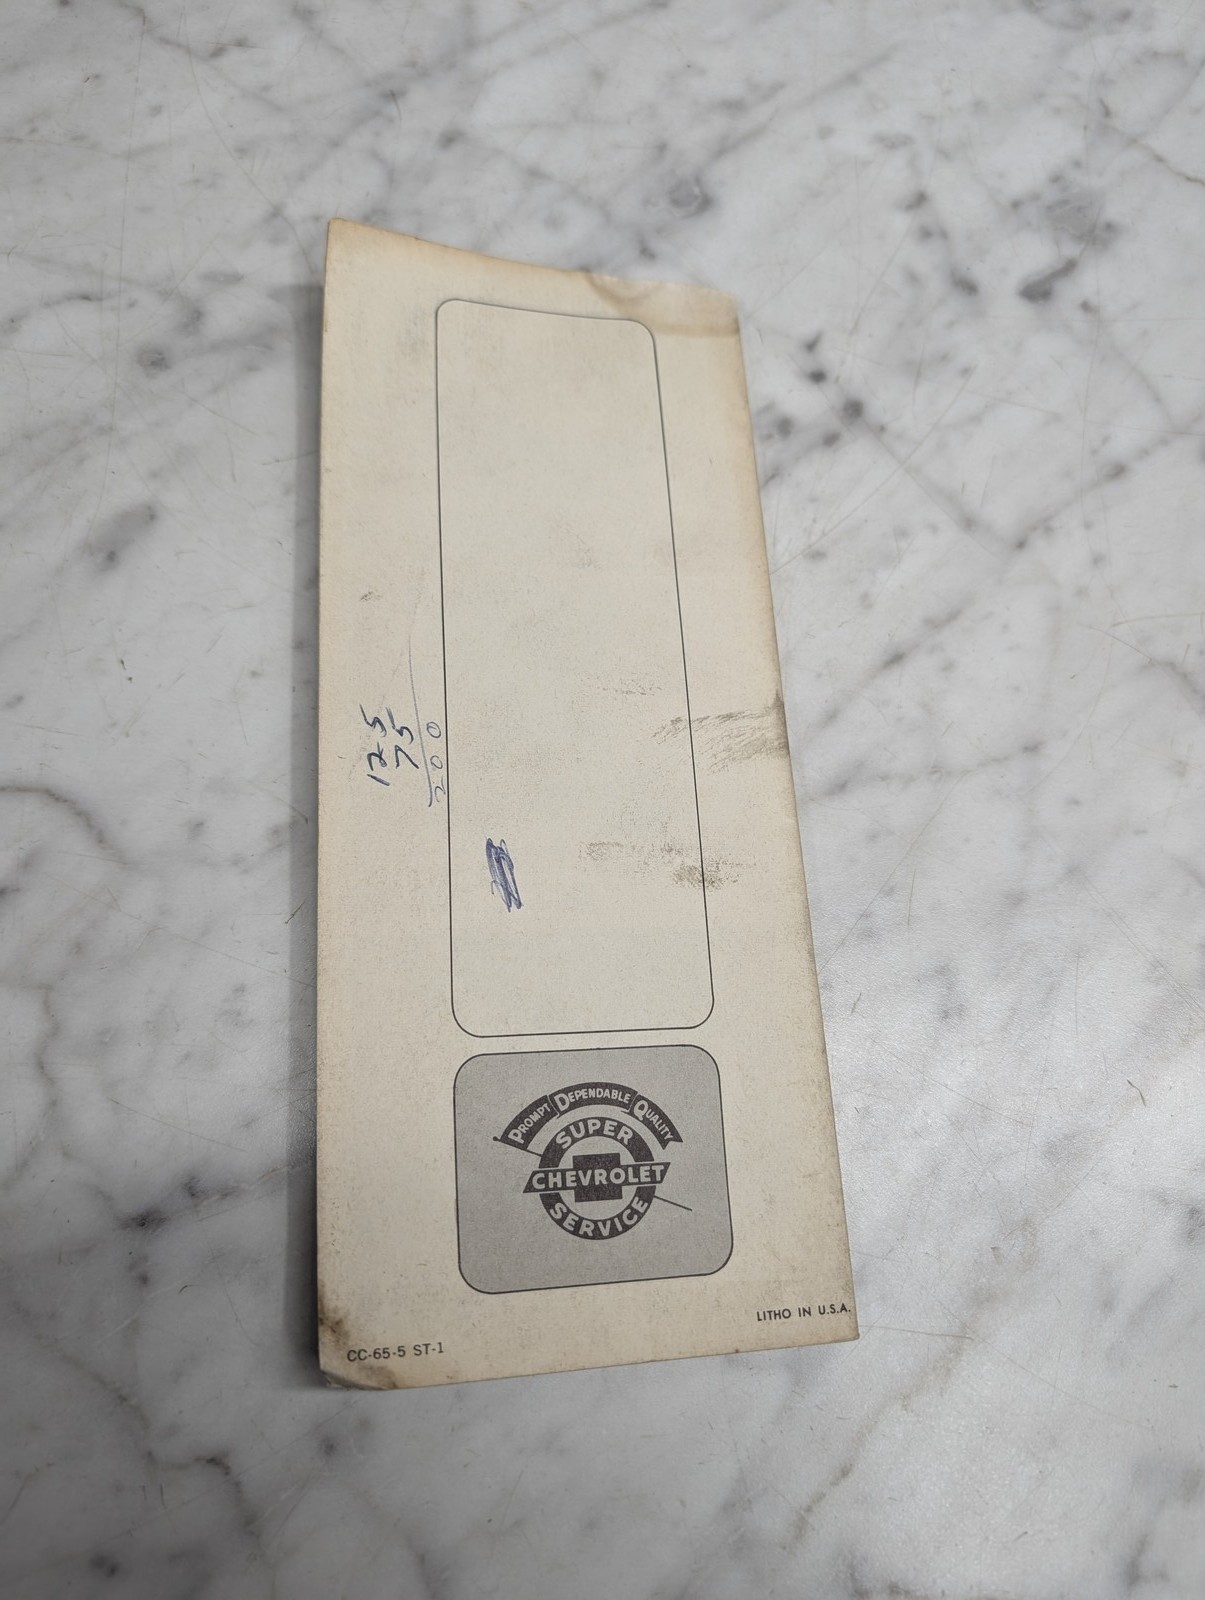 125
75
200
PROMPT DEPENDABLE QUALITY
SUPER
CHEVROLET
SERVICE
LITHO IN U.S.A.
CC-65-5 ST-1